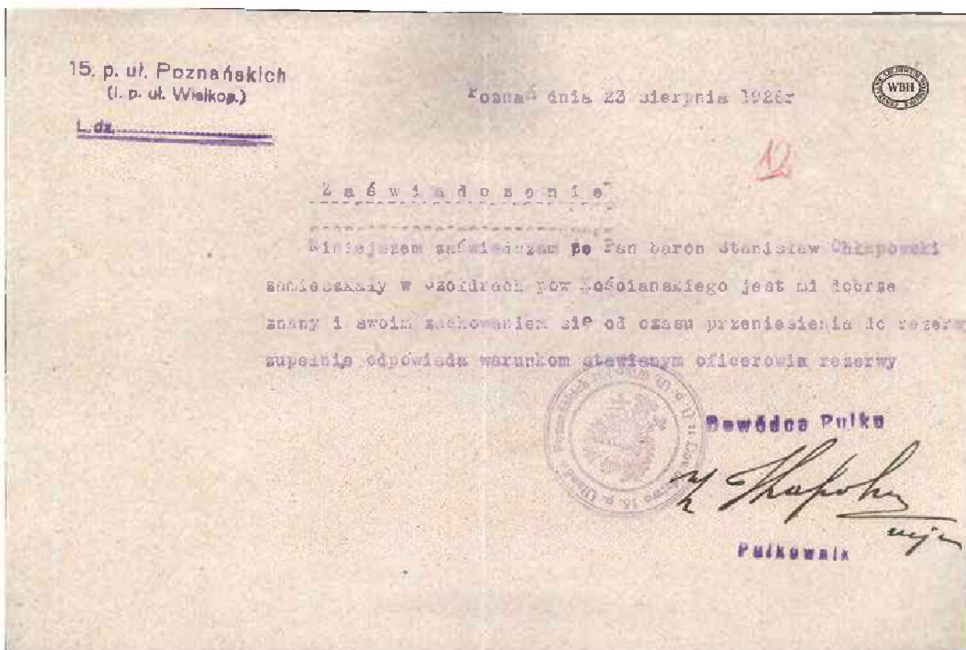 15. p. uł. Poznańskich
(I. p. uł. Wielkop.)
L. dz.
Poznań dnia 23 sierpnia 1926r
WBH
12
Zaświadczenie
Niniejszem zaświadczam że Pan baron Stanisław Chłapowski
zamieszkały w Szołdrach pow Kościańskiego jest mi dobrze
znany i swoim zachowaniem się od czasu przeniesienia do rezerwy
zupełnie odpowiada warunkom stawianym oficerowi rezerwy
Dowódca Pułku
Pułkownik